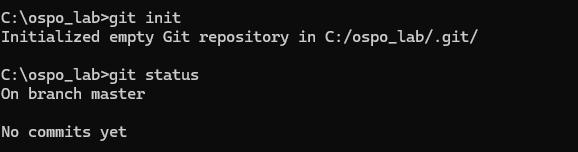 C:\ospo_lab>git init
Initialized empty Git repository in C:/ospo_lab/.git/
C:\ospo_lab>git status
On branch master
No commits yet